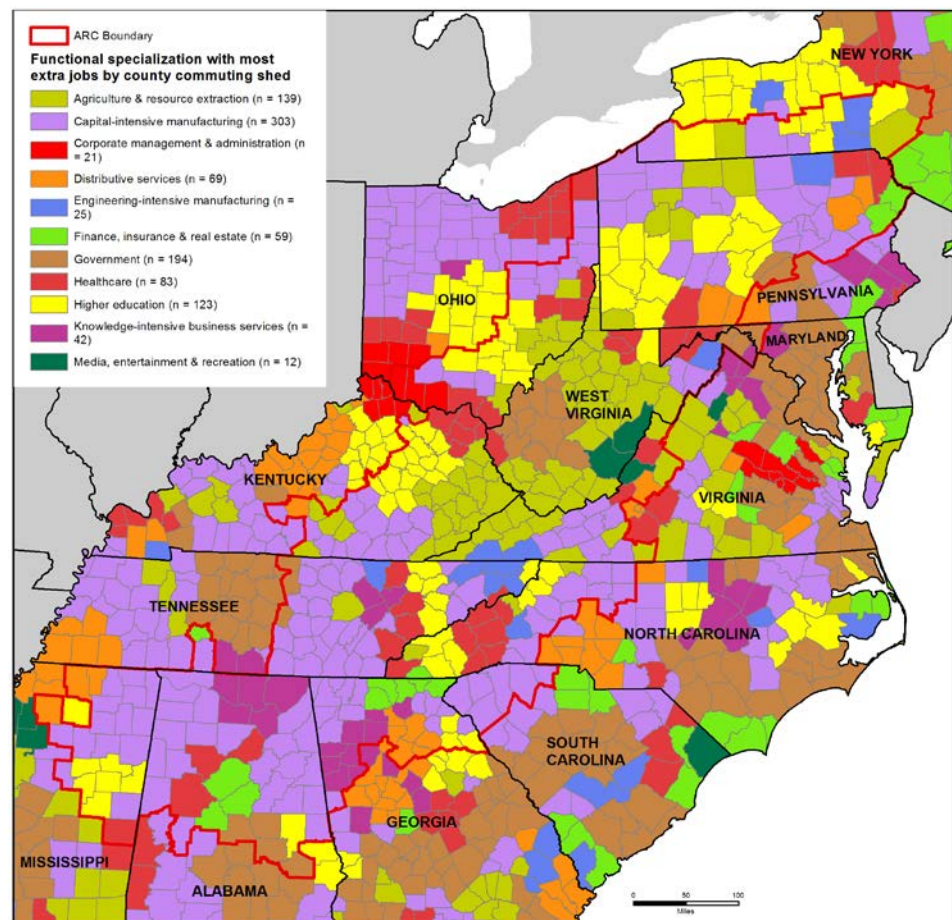 ARC Boundary
Functional specialization with most
extra jobs by county commuting shed
Agriculture & resource extraction (n = 139)
Capital-intensive manufacturing (n = 303)
Corporate management & administration (n
= 21)
Distributive services (n = 69)
Engineering-intensive manufacturing (n =
25)
Finance, insurance & real estate (n = 59)
Government (n = 194)
Healthcare (n = 83)
Higher education (n = 123)
Knowledge-intensive business services (n =
42)
Media, entertainment & recreation (n = 12)
NEW YORK
OHIO
PENNSYLVANIA
MARYLAND
WEST
VIRGINIA
KENTUCKY
VIRGINIA
TENNESSEE
NORTH CAROLINA
SOUTH
CAROLINA
GEORGIA
MISSISSIPPI
ALABAMA
0 50 100
Miles